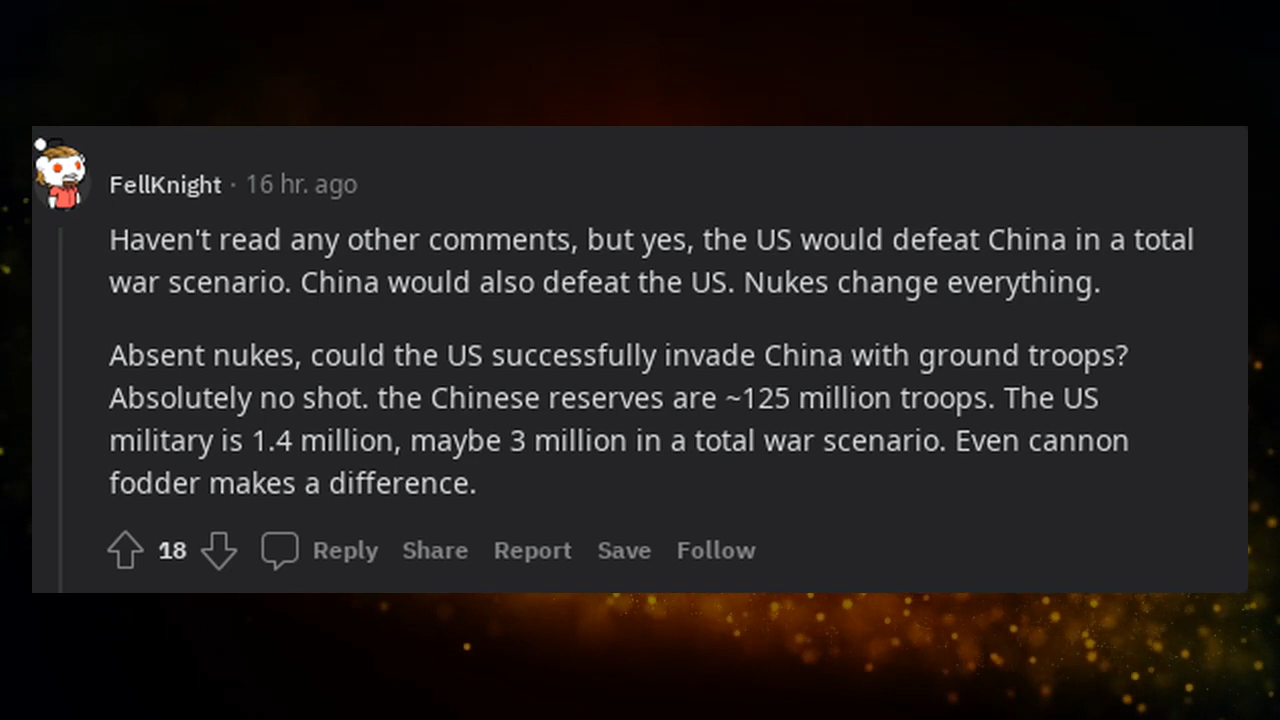 FellKnight · 16 hr. ago
Haven't read any other comments, but yes, the US would defeat China in a total
war scenario. China would also defeat the US. Nukes change everything.
Absent nukes, could the US successfully invade China with ground troops?
Absolutely no shot. the Chinese reserves are ~125 million troops. The US
military is 1.4 million, maybe 3 million in a total war scenario. Even cannon
fodder makes a difference.
18 Reply Share Report Save Follow